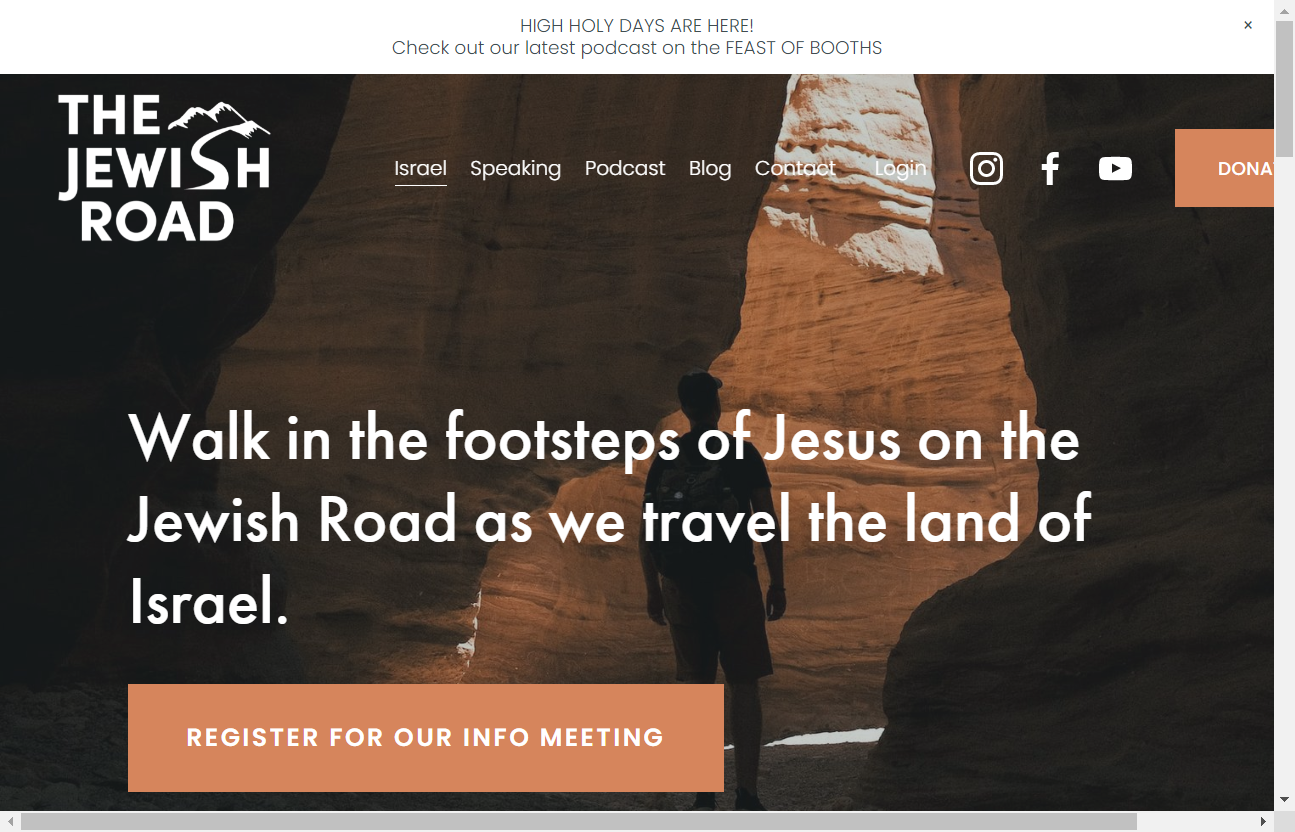 HIGH HOLY DAYS ARE HERE!
Check out our latest podcast on the FEAST OF BOOTHS
×
THE
JEWISH
ROAD
Israel Speaking Podcast Blog Contact Login
DONA
Walk in the footsteps of Jesus on the
Jewish Road as we travel the land of
Israel.
REGISTER FOR OUR INFO MEETING